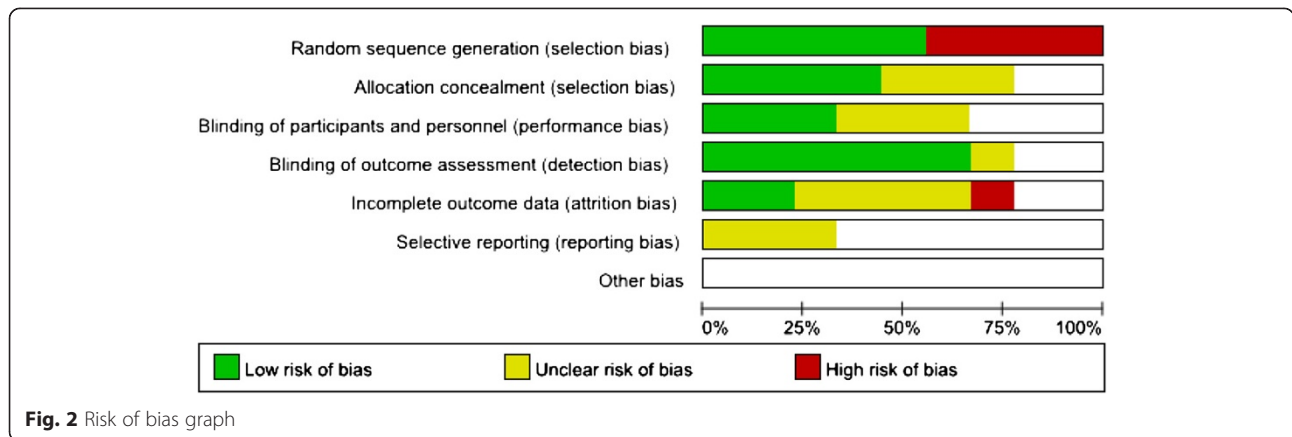 Random sequence generation (selection bias)
Allocation concealment (selection bias)
Blinding of participants and personnel (performance bias)
Blinding of outcome assessment (detection bias)
Incomplete outcome data (attrition bias)
Selective reporting (reporting bias)
Other bias
0% 25% 50% 75% 100%
Low risk of bias Unclear risk of bias High risk of bias
Fig. 2 Risk of bias graph